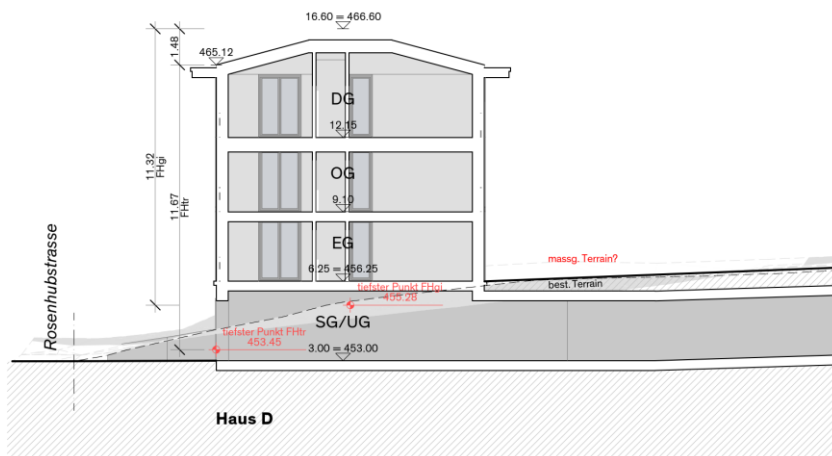 16.60 = 466.60
1.48
465.12
DG
12.15
11.32
FHgi
OG
11.67
FHtr
9.10
EG
Rosenhubstrasse
massg. Terrain?
6.25 = 456.25
best. Terrain
tiefster Punkt FHgi
455.28
SG/UG
tiefster Punkt FHtr
453.45
3.00 = 453.00
Haus D